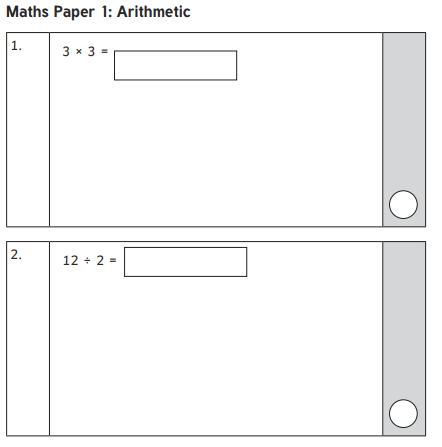 Maths Paper 1: Arithmetic
1.
3 × 3 =
2.
12 ÷ 2 =